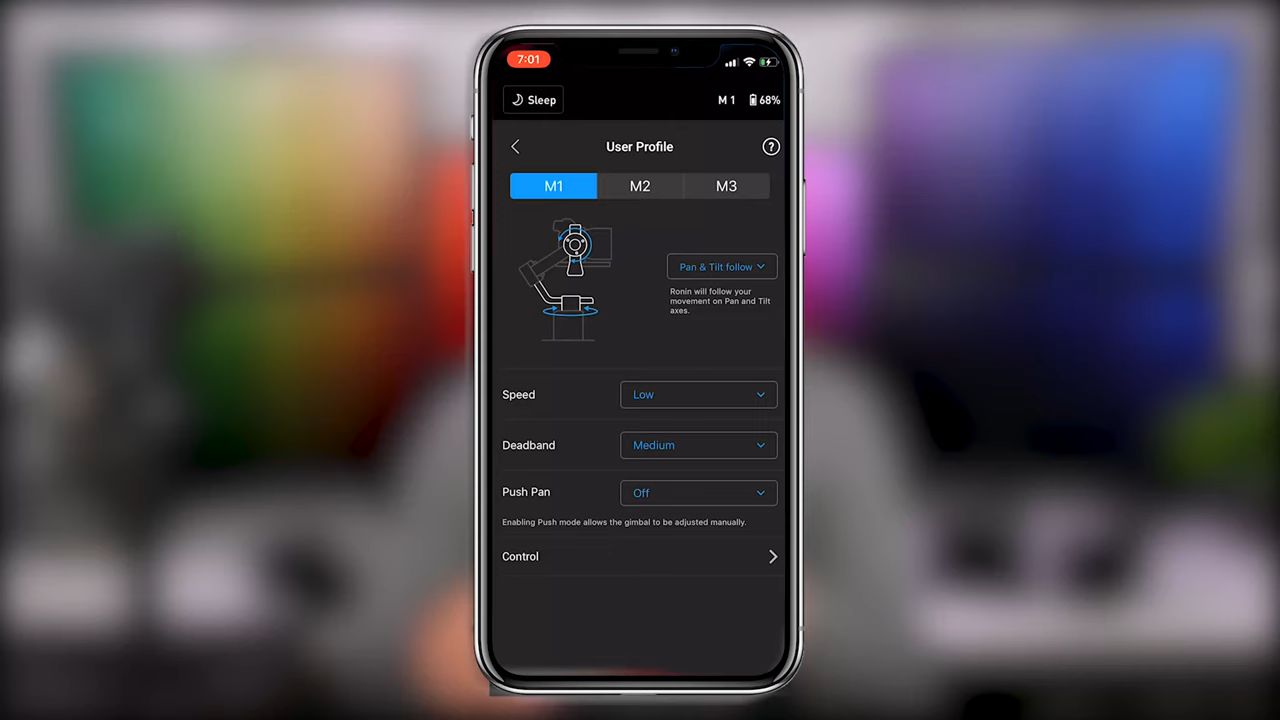 7:01
Sleep
M 1 68%
User Profile
?
M1 M2 M3
Pan & Tilt follow
Ronin will follow your
movement on Pan and Tilt
axes.
Speed Low
Deadband Medium
Push Pan Off
Enabling Push mode allows the gimbal to be adjusted manually.
Control